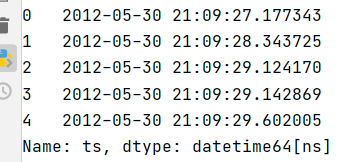 0   2012-05-30 21:09:27.177343
1   2012-05-30 21:09:28.343725
2   2012-05-30 21:09:29.124170
3   2012-05-30 21:09:29.142869
4   2012-05-30 21:09:29.602005
Name: ts, dtype: datetime64[ns]